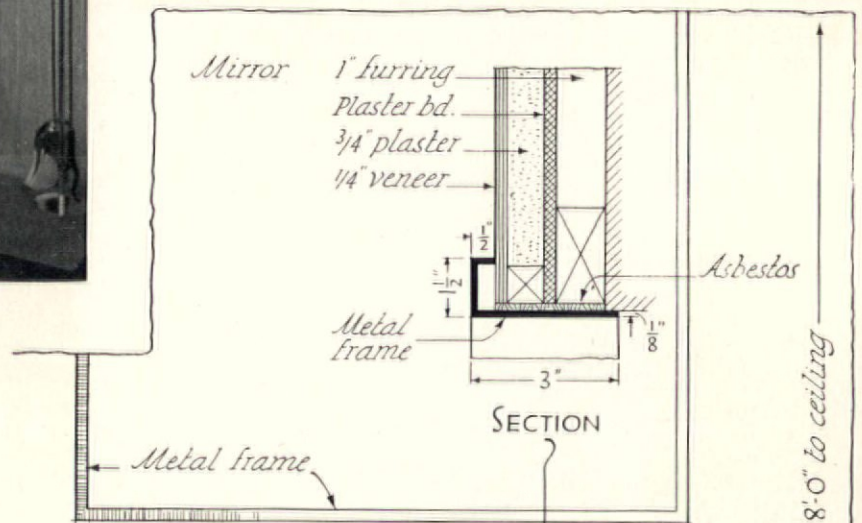 Mirror
1" furring
Plaster bd.
3/4" plaster
1/4" veneer
1/2"
1 1/2"
Asbestos
Metal
frame
1/8"
3"
SECTION
Metal frame
8'-0" to ceiling